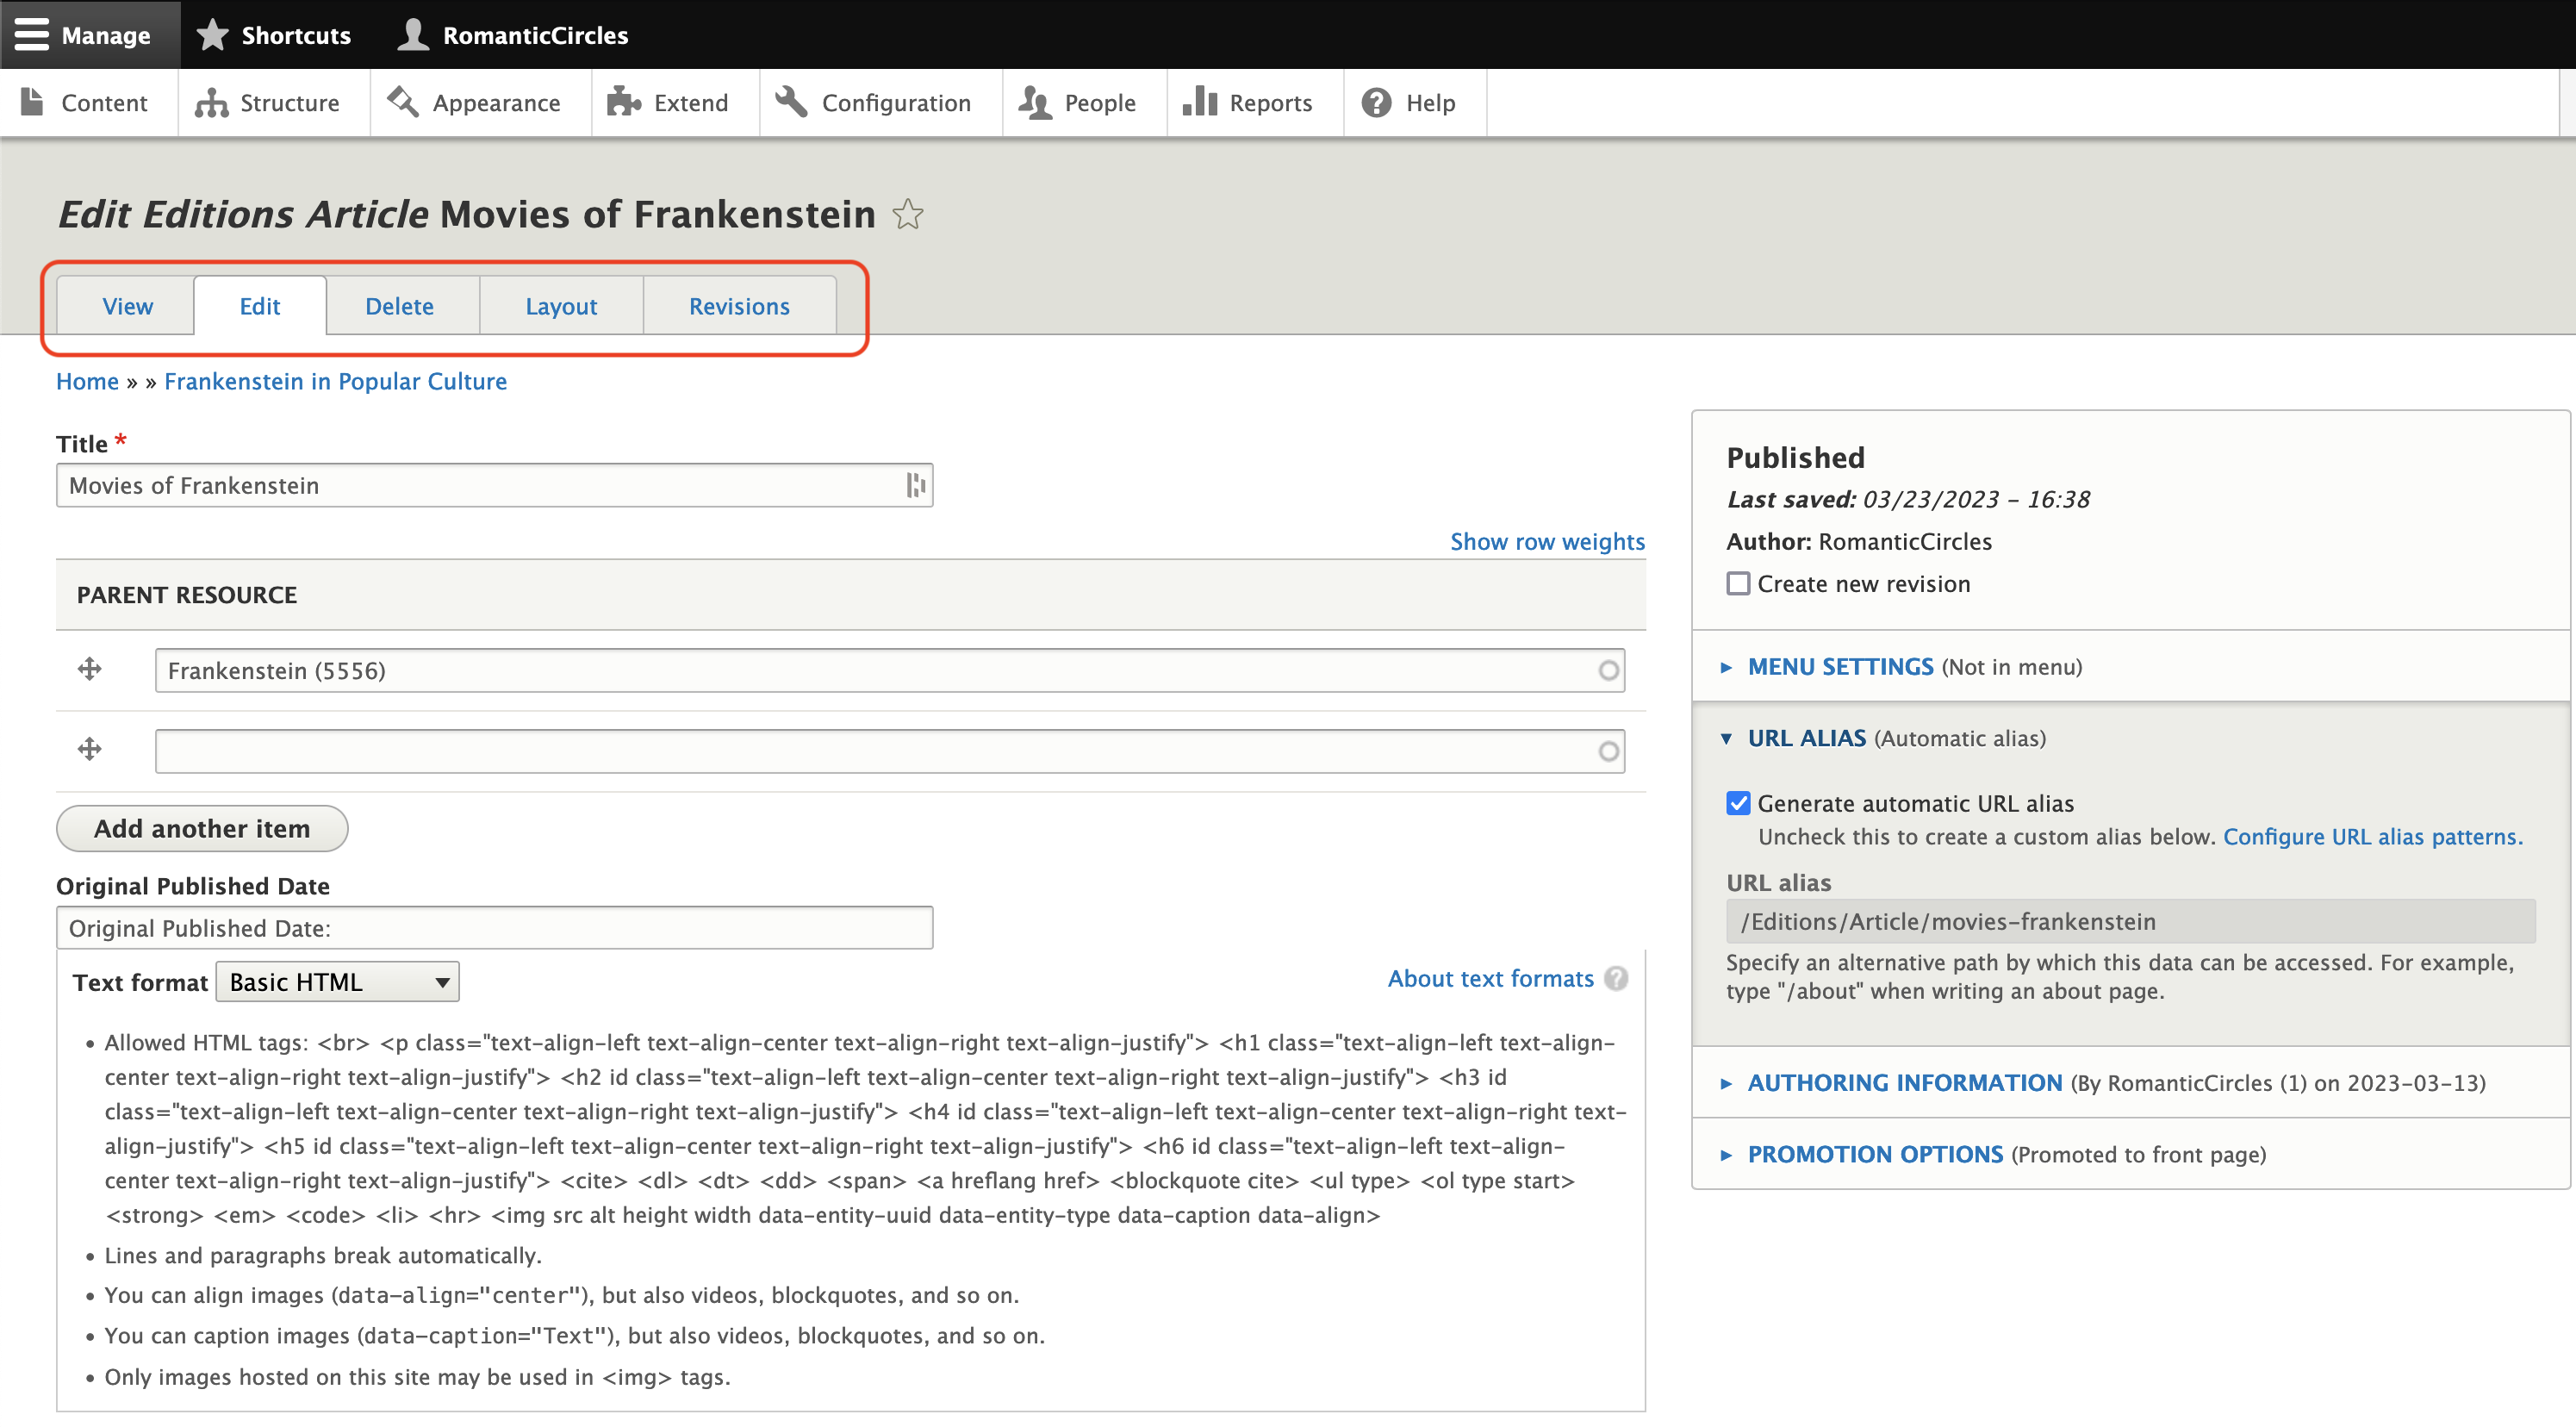 Manage Shortcuts RomanticCircles
Content Structure Appearance Extend Configuration People Reports Help
Edit Editions Article Movies of Frankenstein
View Edit Delete Layout Revisions
Home » » Frankenstein in Popular Culture
Title *
Movies of Frankenstein
Show row weights
PARENT RESOURCE
Frankenstein (5556)
Add another item
Original Published Date
Original Published Date:
Text format Basic HTML
About text formats ?
• Allowed HTML tags: <br> <p class="text-align-left text-align-center text-align-right text-align-justify"> <h1 class="text-align-left text-align-
center text-align-right text-align-justify"> <h2 id class="text-align-left text-align-center text-align-right text-align-justify"> <h3 id
class="text-align-left text-align-center text-align-right text-align-justify"> <h4 id class="text-align-left text-align-center text-align-right text-
align-justify"> <h5 id class="text-align-left text-align-center text-align-right text-align-justify"> <h6 id class="text-align-left text-align-
center text-align-right text-align-justify"> <cite> <dl> <dt> <dd> <span> <a hreflang href> <blockquote cite> <ul type> <ol type start>
<strong> <em> <code> <li> <hr> <img src alt height width data-entity-uuid data-entity-type data-caption data-align>
• Lines and paragraphs break automatically.
• You can align images (data-align="center"), but also videos, blockquotes, and so on.
• You can caption images (data-caption="Text"), but also videos, blockquotes, and so on.
• Only images hosted on this site may be used in <img> tags.
Published
Last saved: 03/23/2023 - 16:38
Author: RomanticCircles
Create new revision
MENU SETTINGS (Not in menu)
URL ALIAS (Automatic alias)
Generate automatic URL alias
Uncheck this to create a custom alias below. Configure URL alias patterns.
URL alias
/Editions/Article/movies-frankenstein
Specify an alternative path by which this data can be accessed. For example,
type "/about" when writing an about page.
AUTHORING INFORMATION (By RomanticCircles (1) on 2023-03-13)
PROMOTION OPTIONS (Promoted to front page)